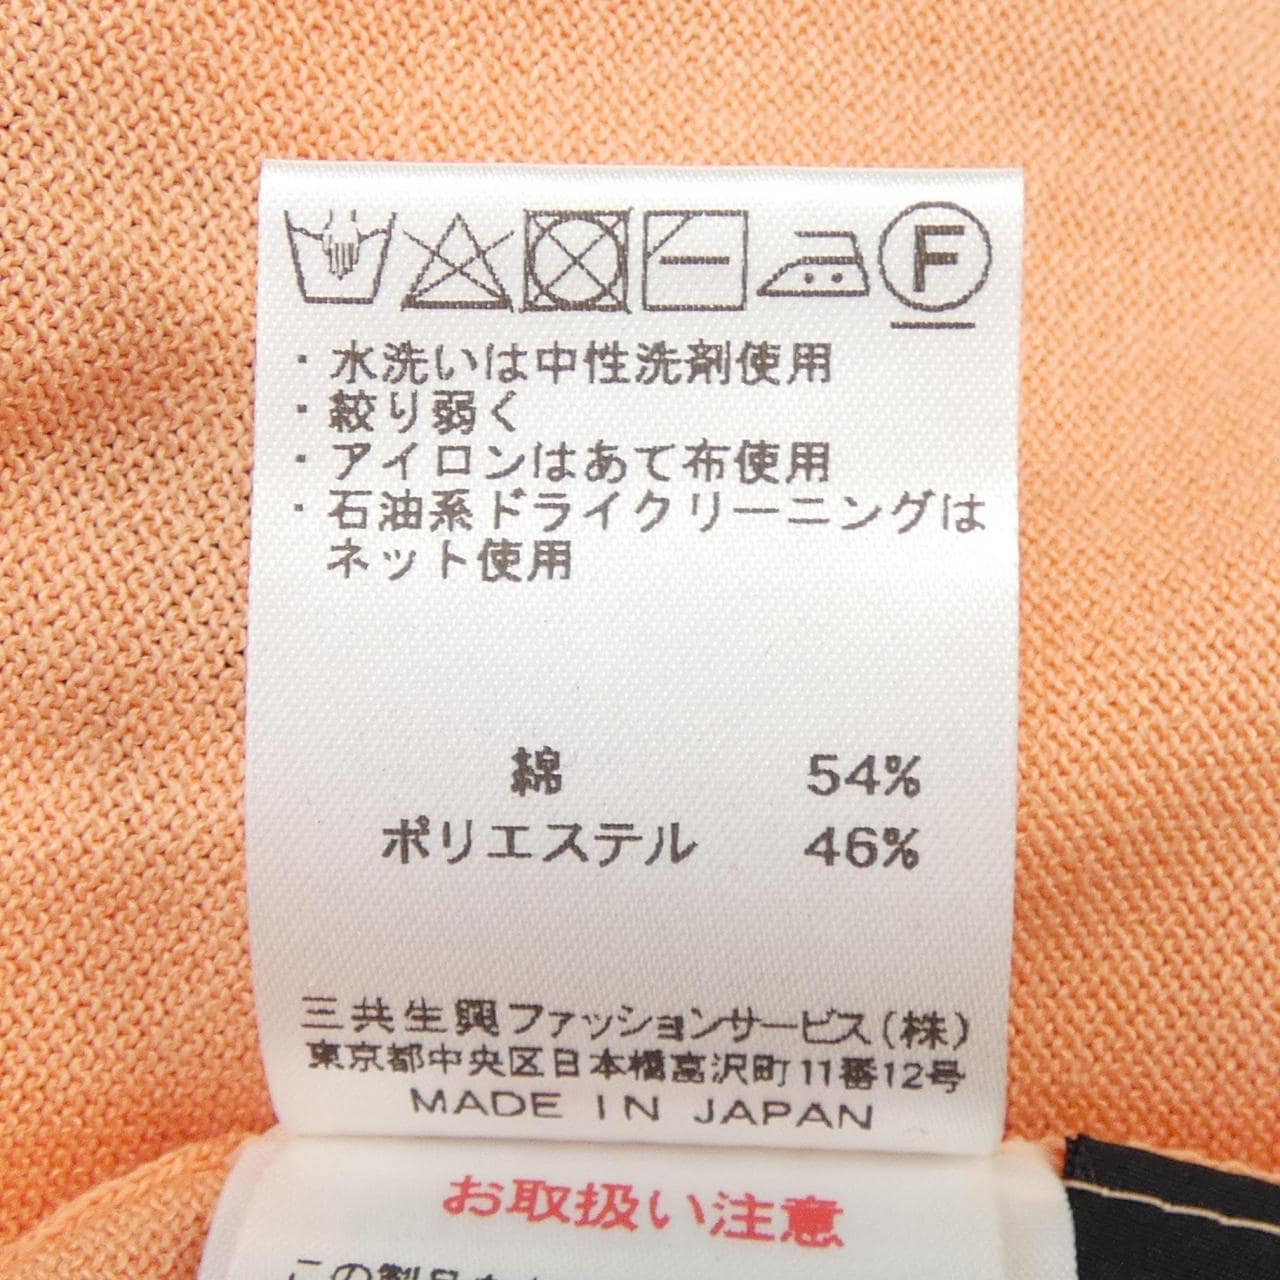 F
・水洗いは中性洗剤使用
・絞り弱く
・アイロンはあて布使用
・石油系ドライクリーニングは
ネット使用
綿 54%
ポリエステル 46%
三共生興ファッションサービス(株)
東京都中央区日本橋富沢町11番12号
MADE IN JAPAN
お取扱い注意
この製品